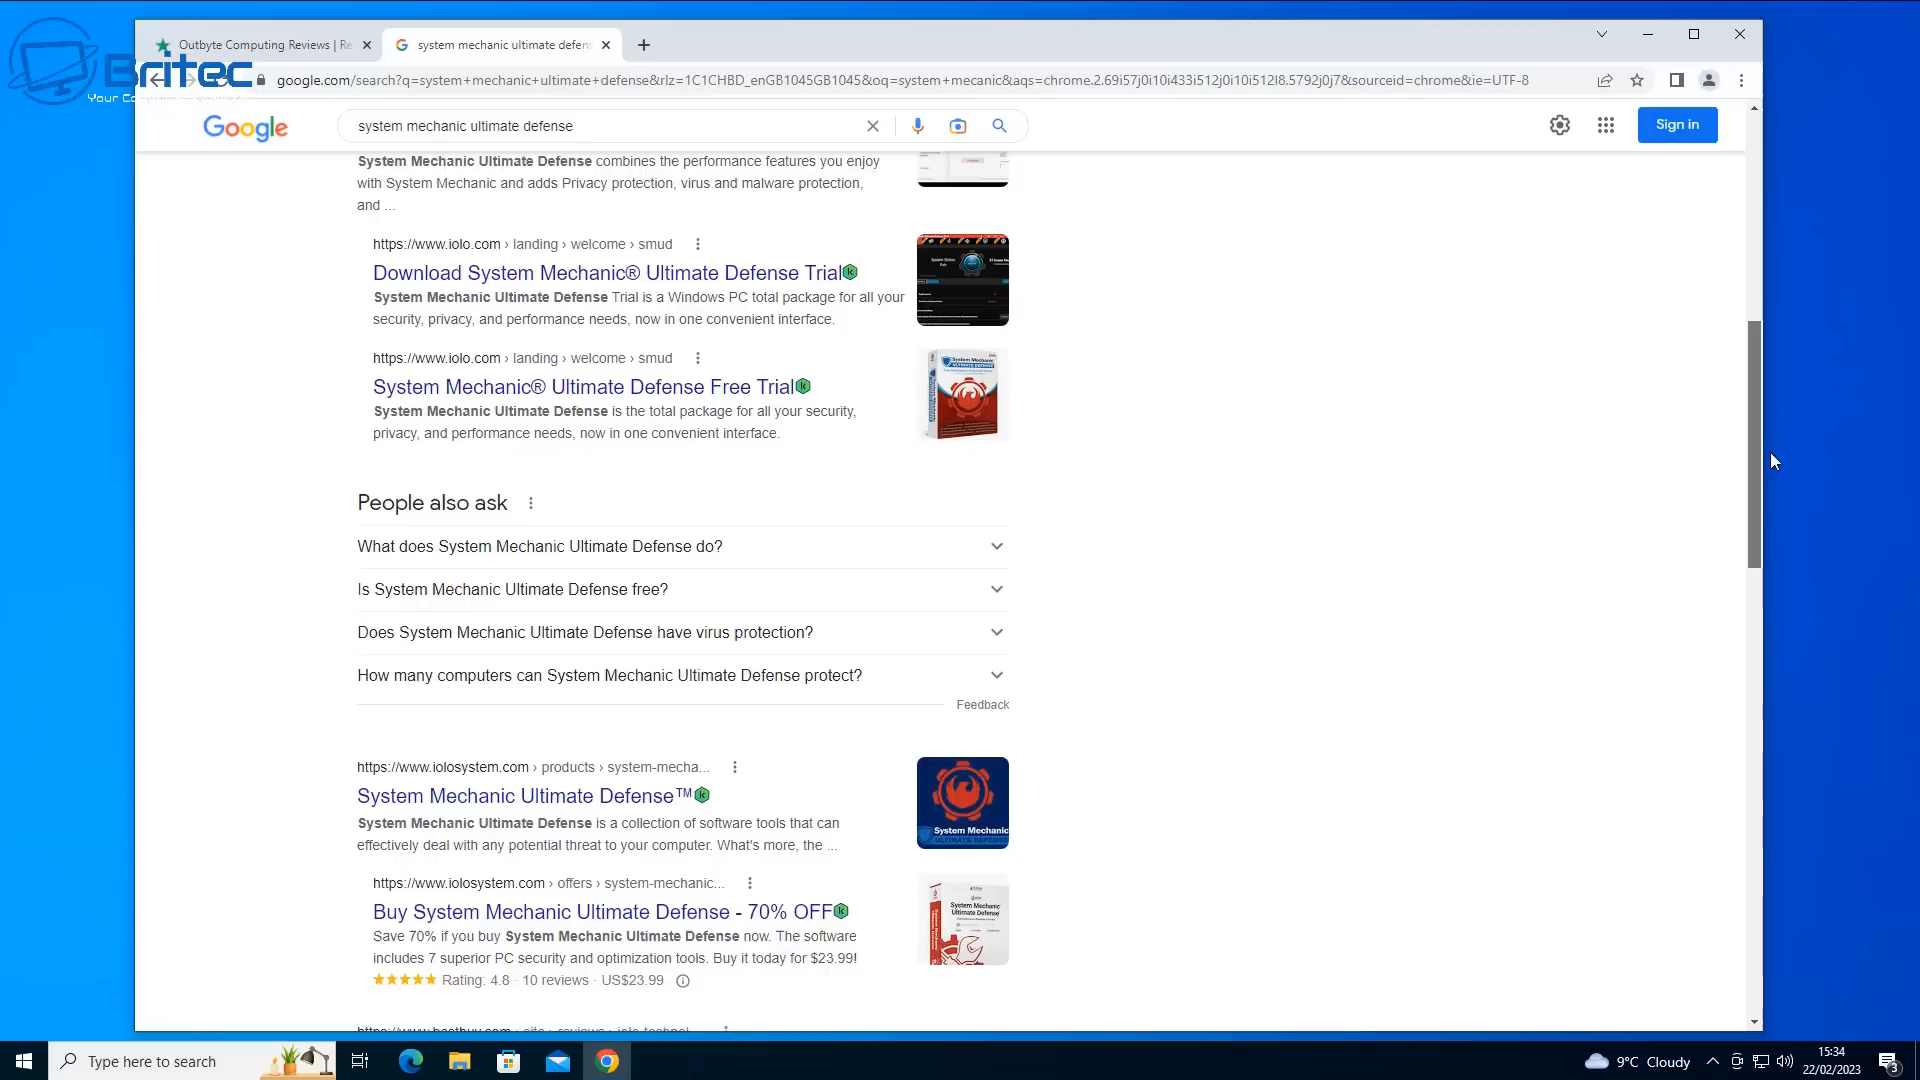 Outbyte Computing Reviews | Re
system mechanic ultimate defen
Britec
google.com/search?q=system+mechanic+ultimate+defense&rlz=1C1CHBD_enGB1045GB1045&oq=system+mecanic&aqs=chrome.2.69i57j0i10i433i512j0i10i512l8.5792j0j7&sourceid=chrome&ie=UTF-8
Google
system mechanic ultimate defense
Sign in
System Mechanic Ultimate Defense combines the performance features you enjoy
with System Mechanic and adds Privacy protection, virus and malware protection,
and ...
https://www.iolo.com › landing › welcome › smud
Download System Mechanic® Ultimate Defense Trial
System Mechanic Ultimate Defense Trial is a Windows PC total package for all your
security, privacy, and performance needs, now in one convenient interface.
https://www.iolo.com › landing › welcome › smud
System Mechanic® Ultimate Defense Free Trial
System Mechanic Ultimate Defense is the total package for all your security,
privacy, and performance needs, now in one convenient interface.
People also ask
What does System Mechanic Ultimate Defense do?
Is System Mechanic Ultimate Defense free?
Does System Mechanic Ultimate Defense have virus protection?
How many computers can System Mechanic Ultimate Defense protect?
Feedback
https://www.iolosystem.com › products › system-mecha...
System Mechanic Ultimate Defense™
System Mechanic Ultimate Defense is a collection of software tools that can
effectively deal with any potential threat to your computer. What's more, the ...
System Mechanic
https://www.iolosystem.com › offers › system-mechanic...
Buy System Mechanic Ultimate Defense - 70% OFF
Save 70% if you buy System Mechanic Ultimate Defense now. The software
includes 7 superior PC security and optimization tools. Buy it today for $23.99!
Rating: 4.8 · 10 reviews · US$23.99
System Mechanic
Ultimate Defense
Type here to search
9°C Cloudy
15:34
22/02/2023
3